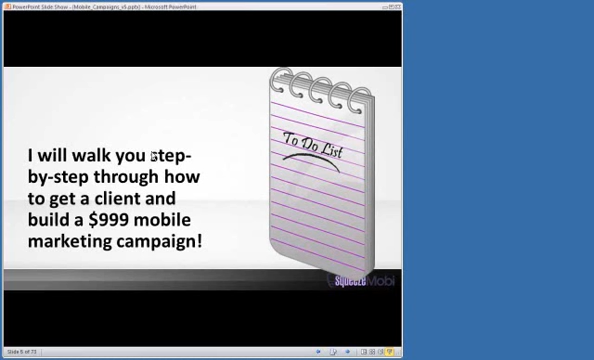 PowerPoint Slide Show - [Mobile_Campaigns_v5.pptx] - Microsoft PowerPoint
To Do List
I will walk you step-
by-step through how
to get a client and
build a $999 mobile
marketing campaign!
SqueezeMobi
Slide 5 of 73